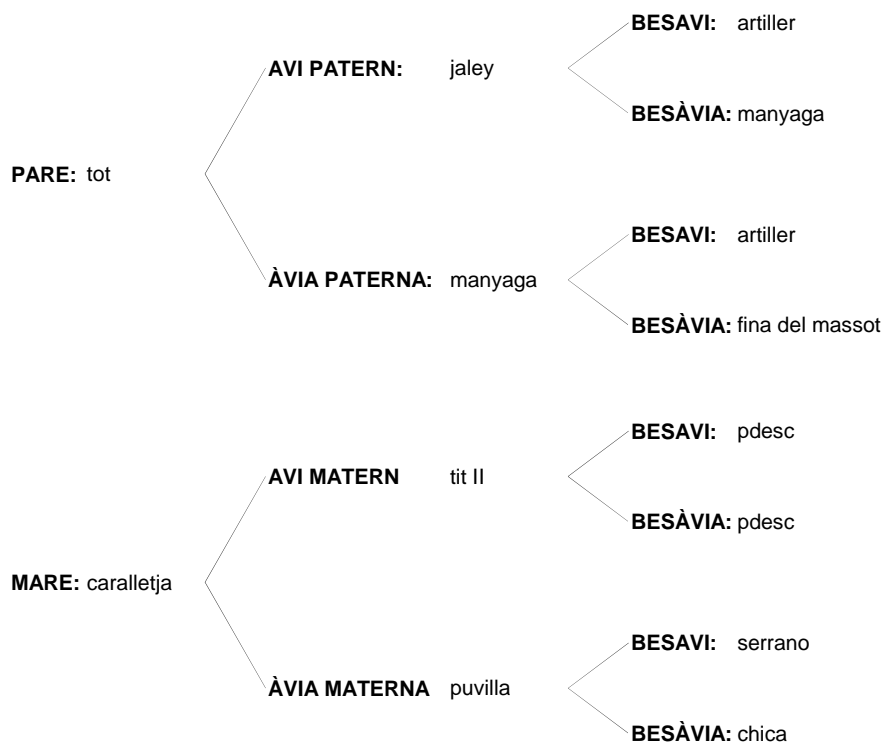 BESAVI: artiller
AVI PATERN: jaley
BESÀVIA: manyaga
PARE: tot
BESAVI: artiller
ÀVIA PATERNA: manyaga
BESÀVIA: fina del massot
BESAVI: pdesc
AVI MATERN tit II
BESÀVIA: pdesc
MARE: caralletja
BESAVI: serrano
ÀVIA MATERNA puvilla
BESÀVIA: chica